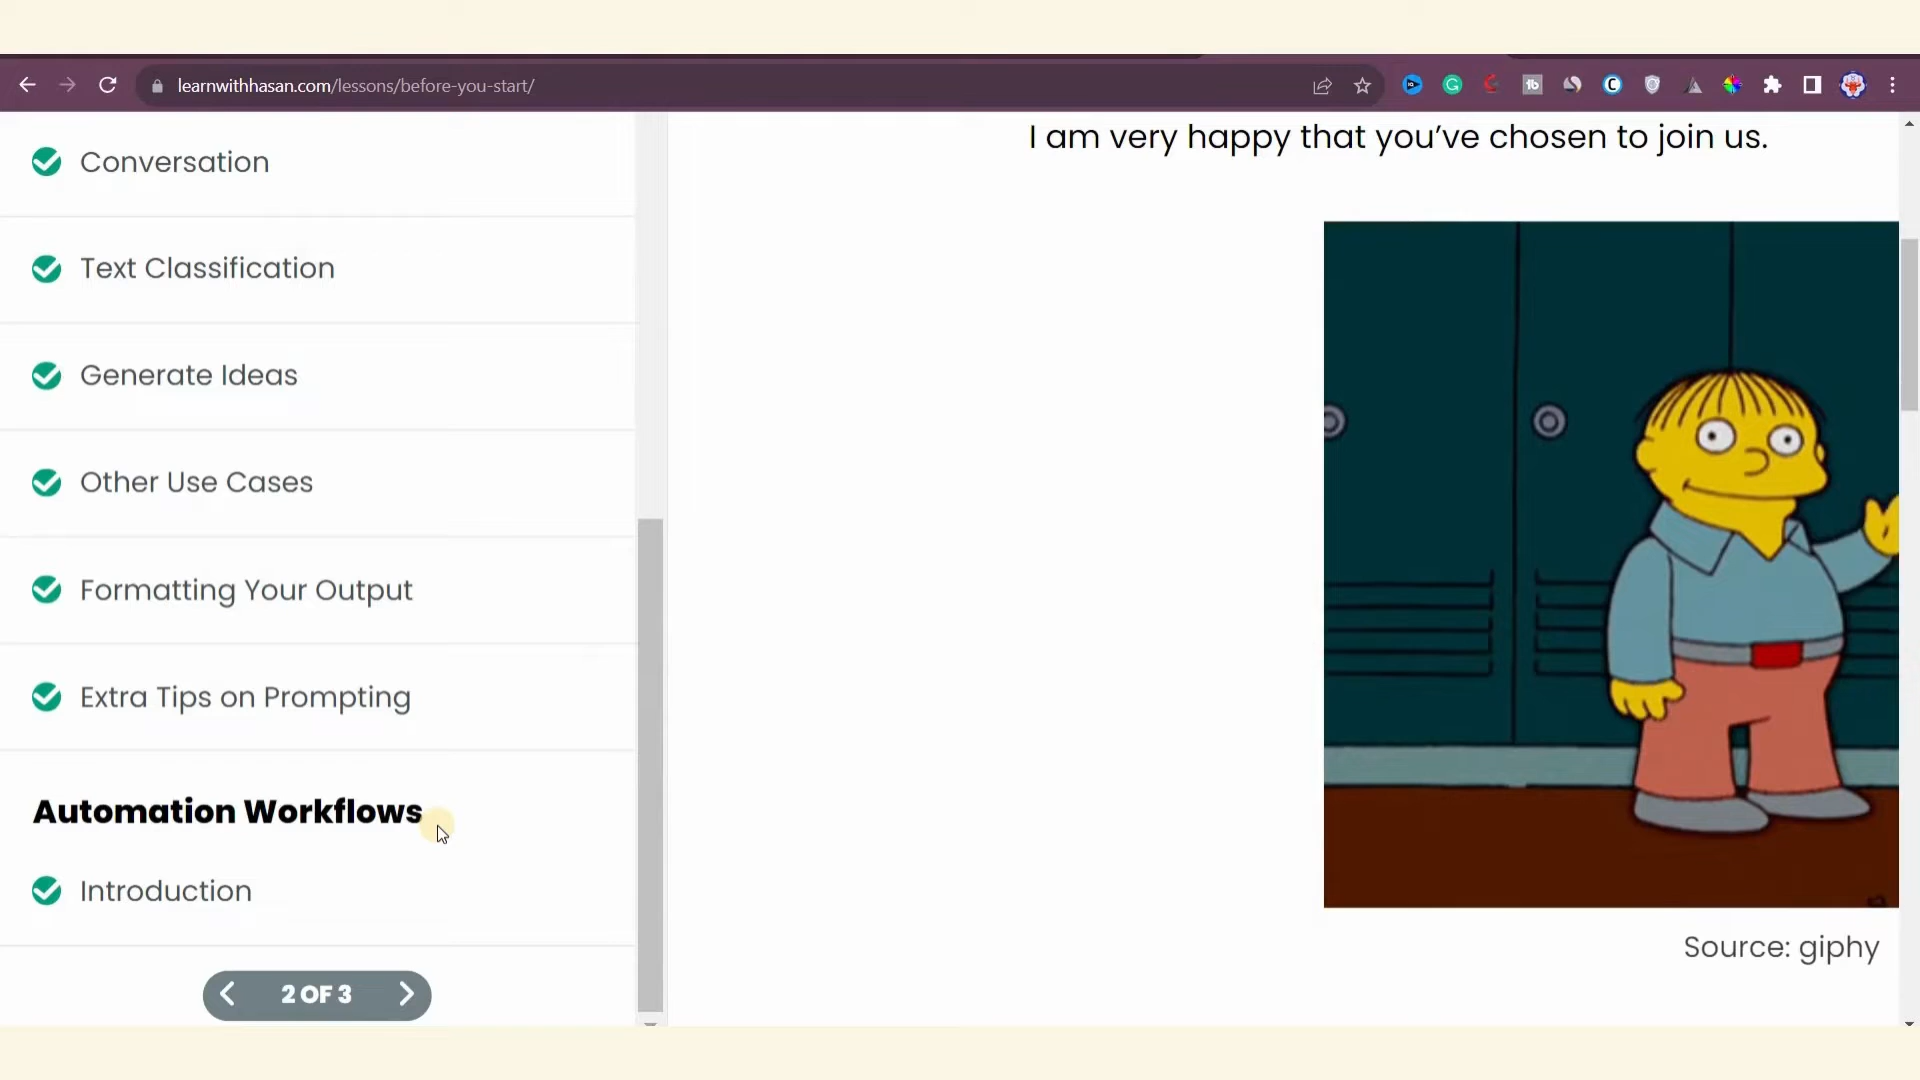 learnwithhasan.com/lessons/before-you-start/
Conversation
Text Classification
Generate Ideas
Other Use Cases
Formatting Your Output
Extra Tips on Prompting
Automation Workflows
Introduction
2 OF 3
I am very happy that you’ve chosen to join us.
Source: giphy